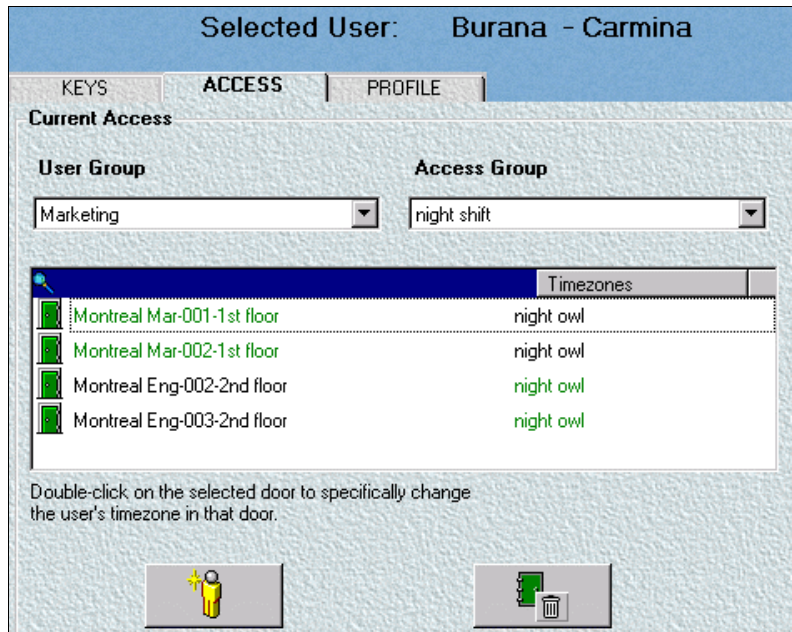 Selected User: Burana - Carmina
KEYS ACCESS PROFILE
Current Access
User Group Access Group
Marketing night shift
Timezones
Montreal Mar-001-1st floor night owl
Montreal Mar-002-1st floor night owl
Montreal Eng-002-2nd floor night owl
Montreal Eng-003-2nd floor night owl
Double-click on the selected door to specifically change
the user's timezone in that door.